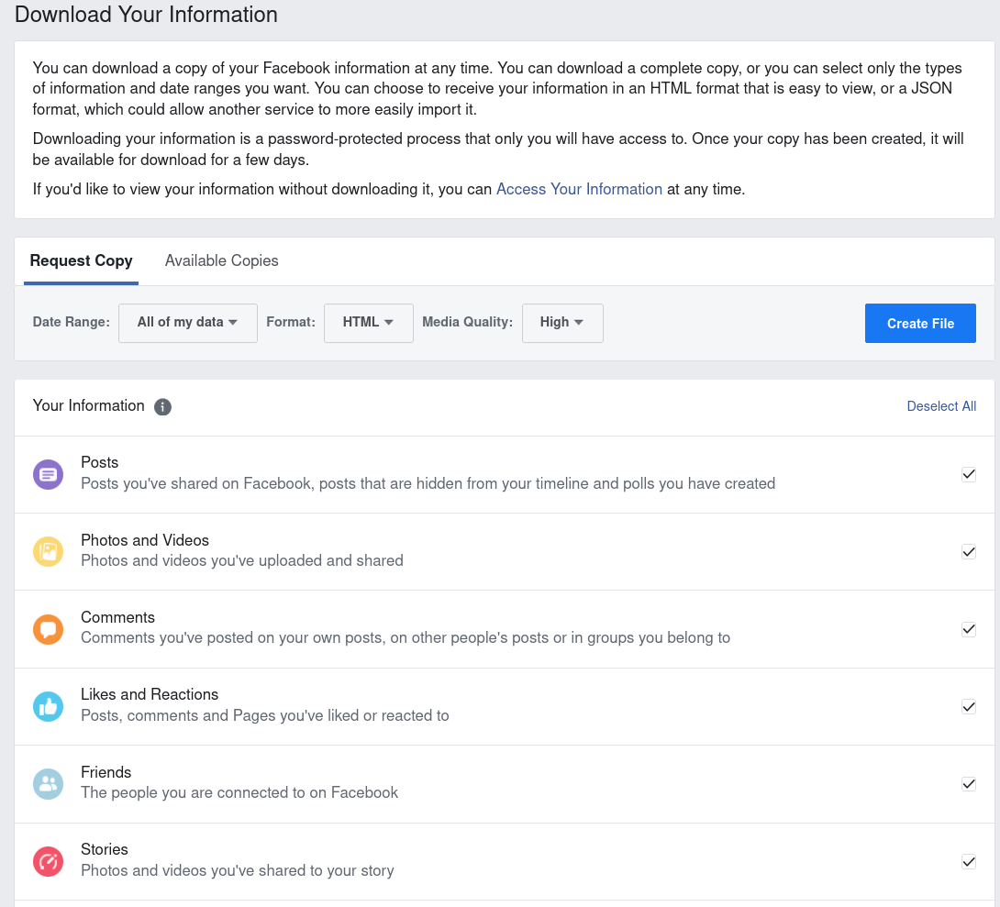 Download Your Information
You can download a copy of your Facebook information at any time. You can download a complete copy, or you can select only the types
of information and date ranges you want. You can choose to receive your information in an HTML format that is easy to view, or a JSON
format, which could allow another service to more easily import it.
Downloading your information is a password-protected process that only you will have access to. Once your copy has been created, it will
be available for download for a few days.
If you'd like to view your information without downloading it, you can Access Your Information at any time.
Request Copy Available Copies
Date Range: All of my data Format: HTML Media Quality: High Create File
Your Information Deselect All
Posts
Posts you've shared on Facebook, posts that are hidden from your timeline and polls you have created
Photos and Videos
Photos and videos you've uploaded and shared
Comments
Comments you've posted on your own posts, on other people's posts or in groups you belong to
Likes and Reactions
Posts, comments and Pages you've liked or reacted to
Friends
The people you are connected to on Facebook
Stories
Photos and videos you've shared to your story